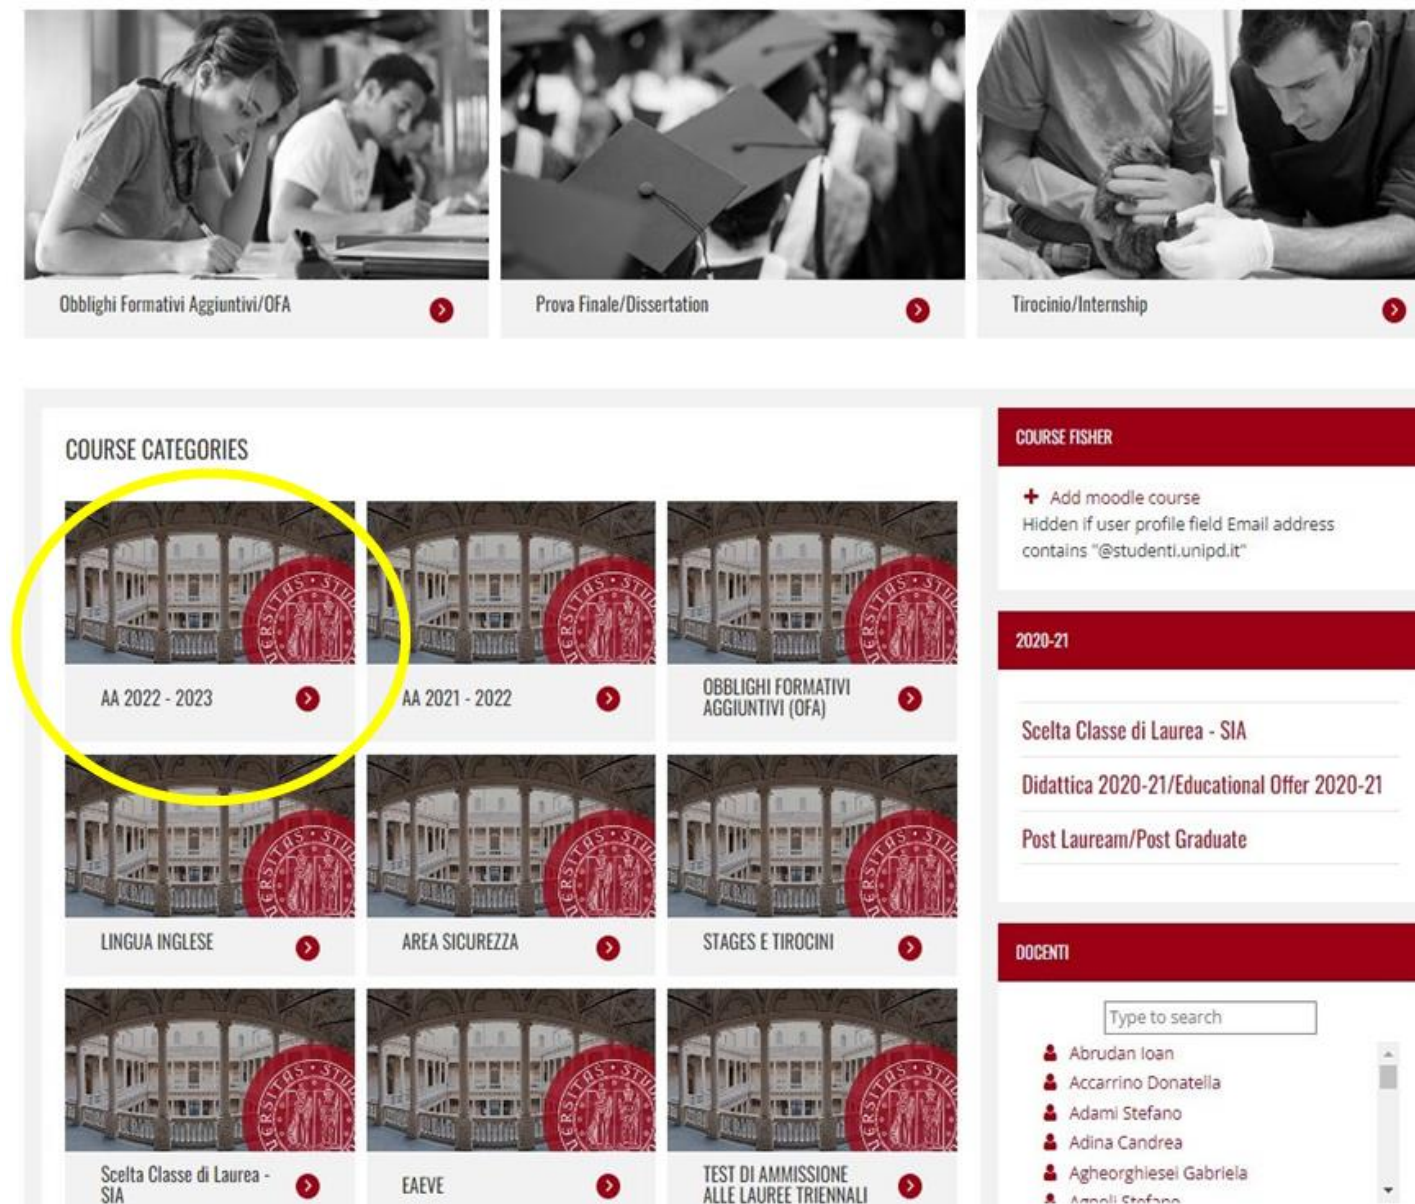 Obblighi Formativi Aggiuntivi/OFA
Prova Finale/Dissertation
Tirocinio/Internship
COURSE CATEGORIES
AA 2022 - 2023
AA 2021 - 2022
OBBLIGHI FORMATIVI
AGGIUNTIVI (OFA)
LINGUA INGLESE
AREA SICUREZZA
STAGES E TIROCINI
Scelta Classe di Laurea -
SIA
EAEVE
TEST DI AMMISSIONE
ALLE LAUREE TRIENNALI
COURSE FISHER
Add moodle course
Hidden if user profile field Email address
contains "@studenti.unipd.it"
2020-21
Scelta Classe di Laurea - SIA
Didattica 2020-21/Educational Offer 2020-21
Post Lauream/Post Graduate
DOCENTI
Type to search
Abrudan Ioan
Accarrino Donatella
Adami Stefano
Adina Candrea
Agheorghiesei Gabriela
Agnoli Stefano